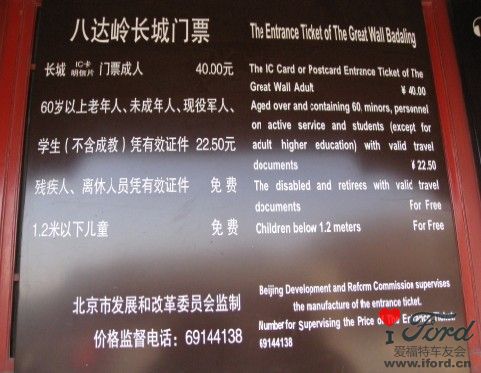 八达岭长城门票
长城 IC卡 明信片 门票成人 40.00元
60岁以上老年人、未成年人、现役军人、
学生（不含成教）凭有效证件 22.50元
残疾人、离休人员凭有效证件 免 费
1.2米以下儿童 免 费
北京市发展和改革委员会监制
价格监督电话：69144138
The Entrance Ticket of The Great Wall Badaling
The IC Card or Postcard Entrance Ticket of The
Great Wall Adult ¥ 40.00
Aged over and containing 60, minors, personnel
on active service and students (except for
adult higher education) with valid travel
documents ¥ 22.50
The disabled and retirees with valid travel
documents For Free
Children below 1.2 meters For Free
Beijing Development and Reform Commission supervises
the manufacture of the entrance ticket.
Number for Supervising the Price of The Entrance Ticket:
69144138
I Ford
爱福特车友会
www.iford.cn